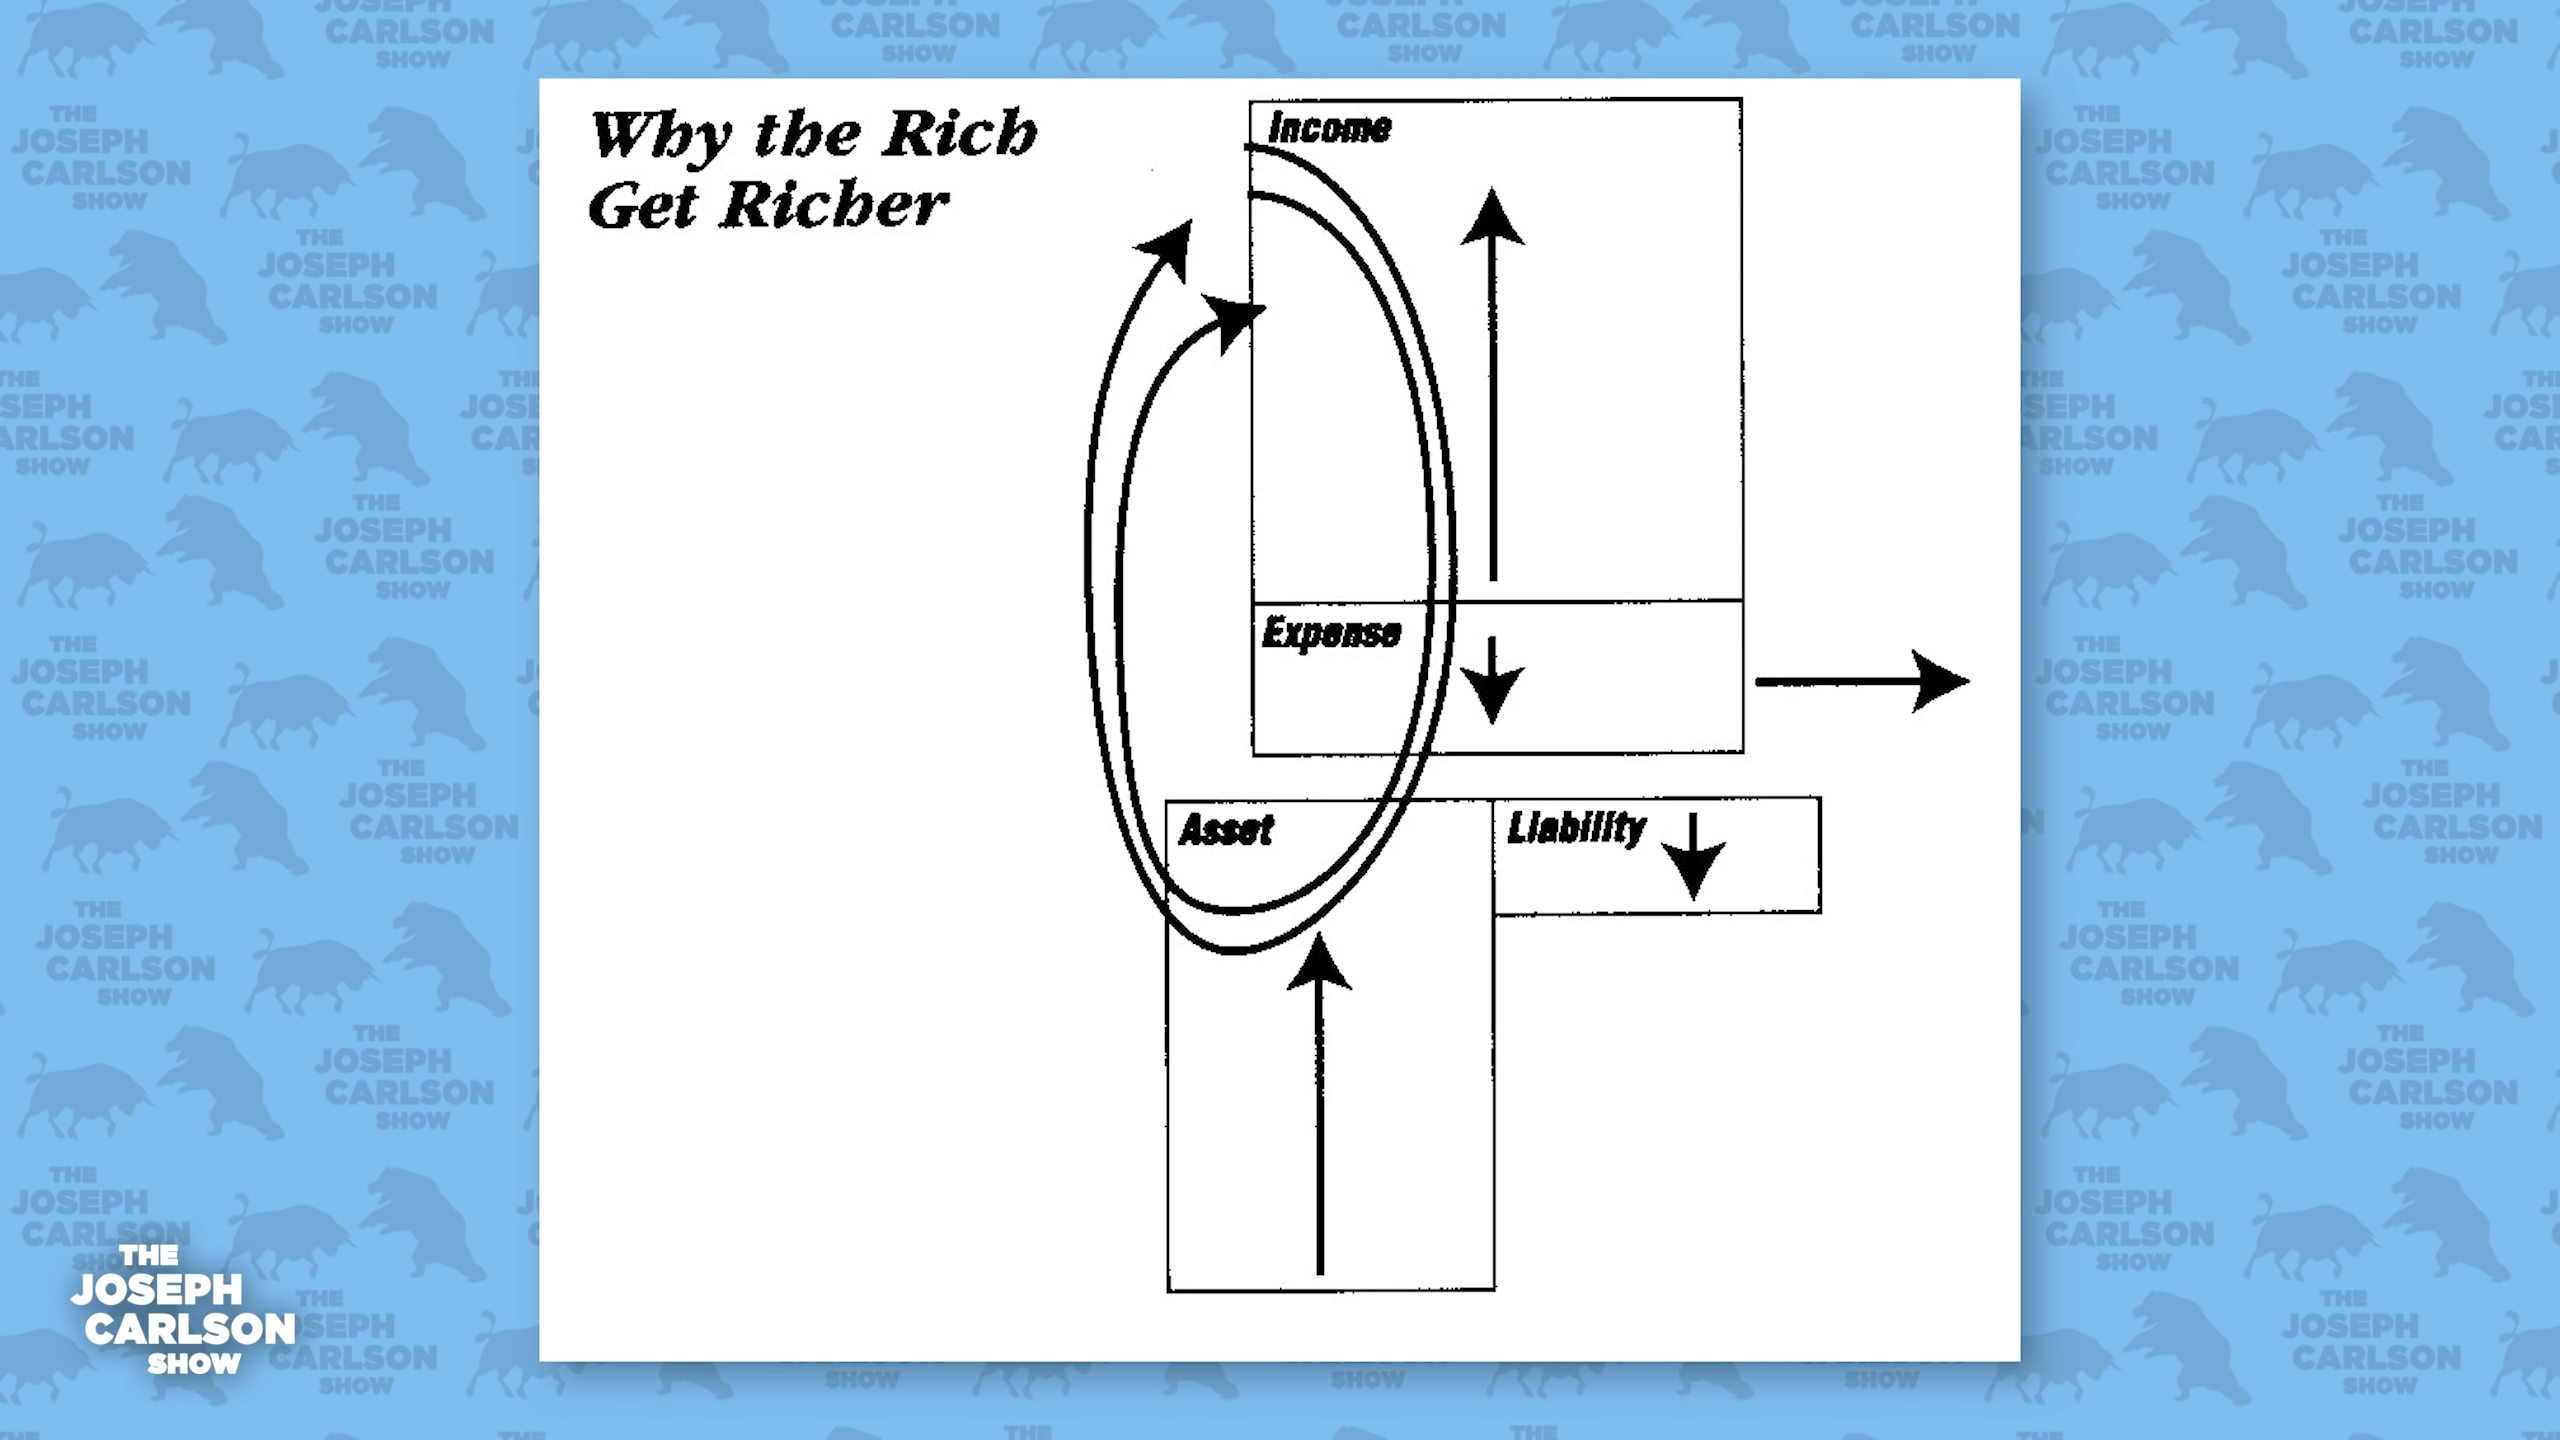 Why the Rich
Get Richer
Income
Expense
Asset
Liability
THE
JOSEPH
CARLSON
SHOW